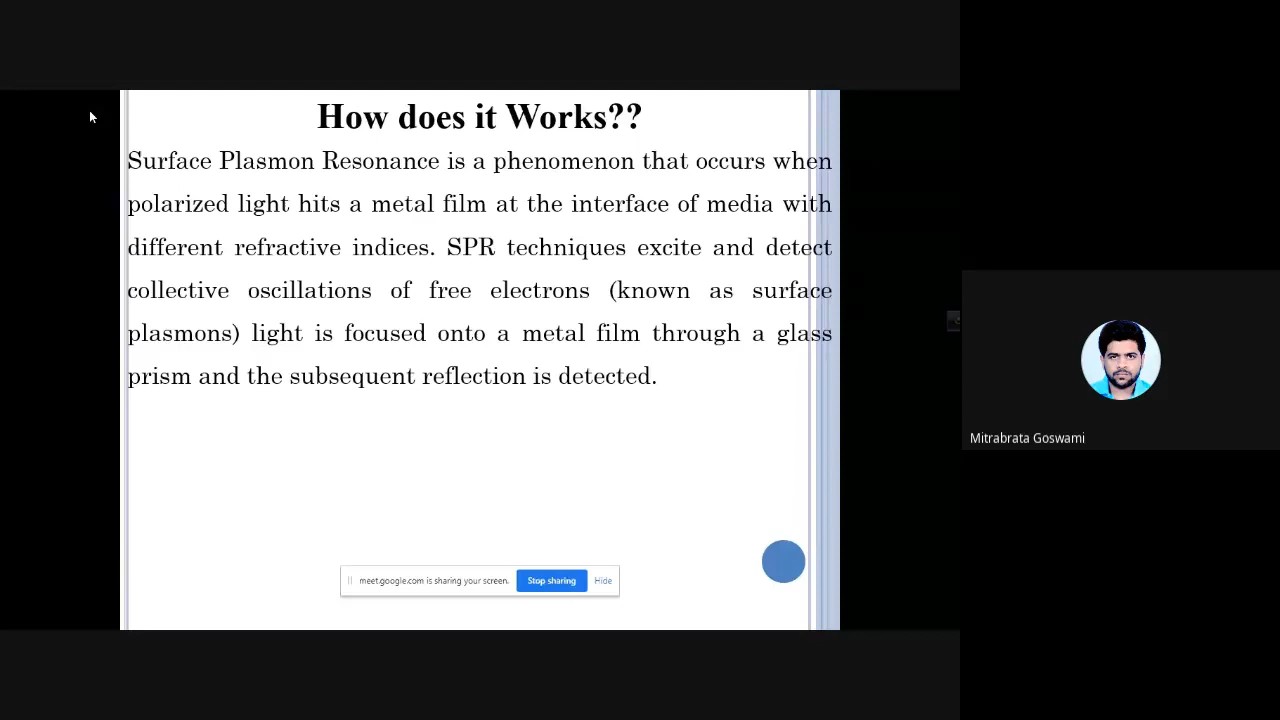 How does it Works??
Surface Plasmon Resonance is a phenomenon that occurs when
polarized light hits a metal film at the interface of media with
different refractive indices. SPR techniques excite and detect
collective oscillations of free electrons (known as surface
plasmons) light is focused onto a metal film through a glass
prism and the subsequent reflection is detected.
meet.google.com is sharing your screen. Stop sharing Hide
Mitrabrata Goswami